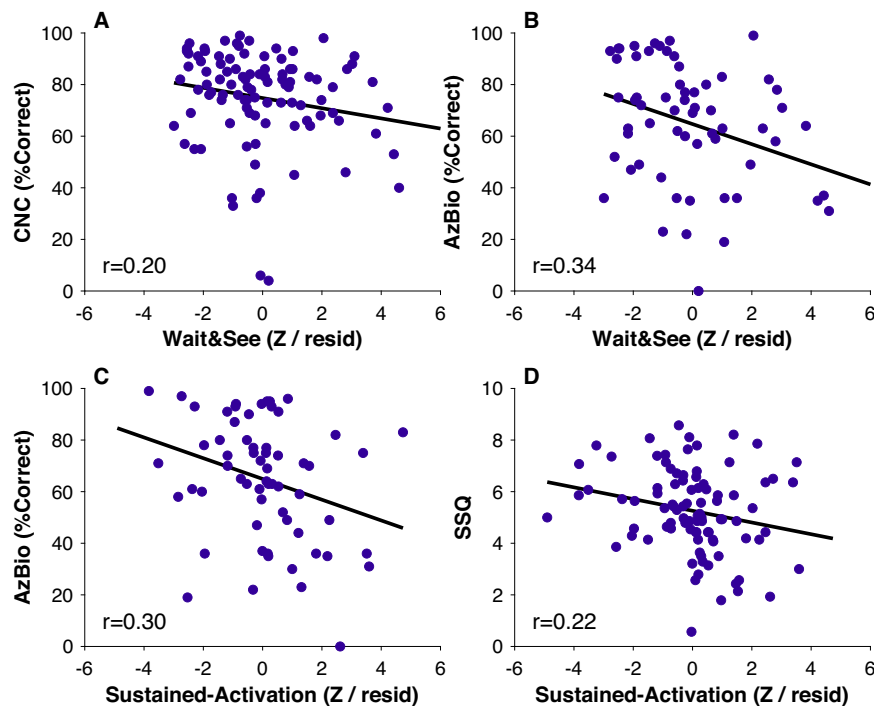 A
100
80
60
40
20
0
CNC (%Correct)
r=0.20
-6 -4 -2 0 2 4 6
Wait&See (Z / resid)
B
100
80
60
40
20
0
AzBio (%Correct)
r=0.34
-6 -4 -2 0 2 4 6
Wait&See (Z / resid)
C
100
80
60
40
20
0
AzBio (%Correct)
r=0.30
-6 -4 -2 0 2 4 6
Sustained-Activation (Z / resid)
D
10
8
6
4
2
0
SSQ
r=0.22
-6 -4 -2 0 2 4 6
Sustained-Activation (Z / resid)